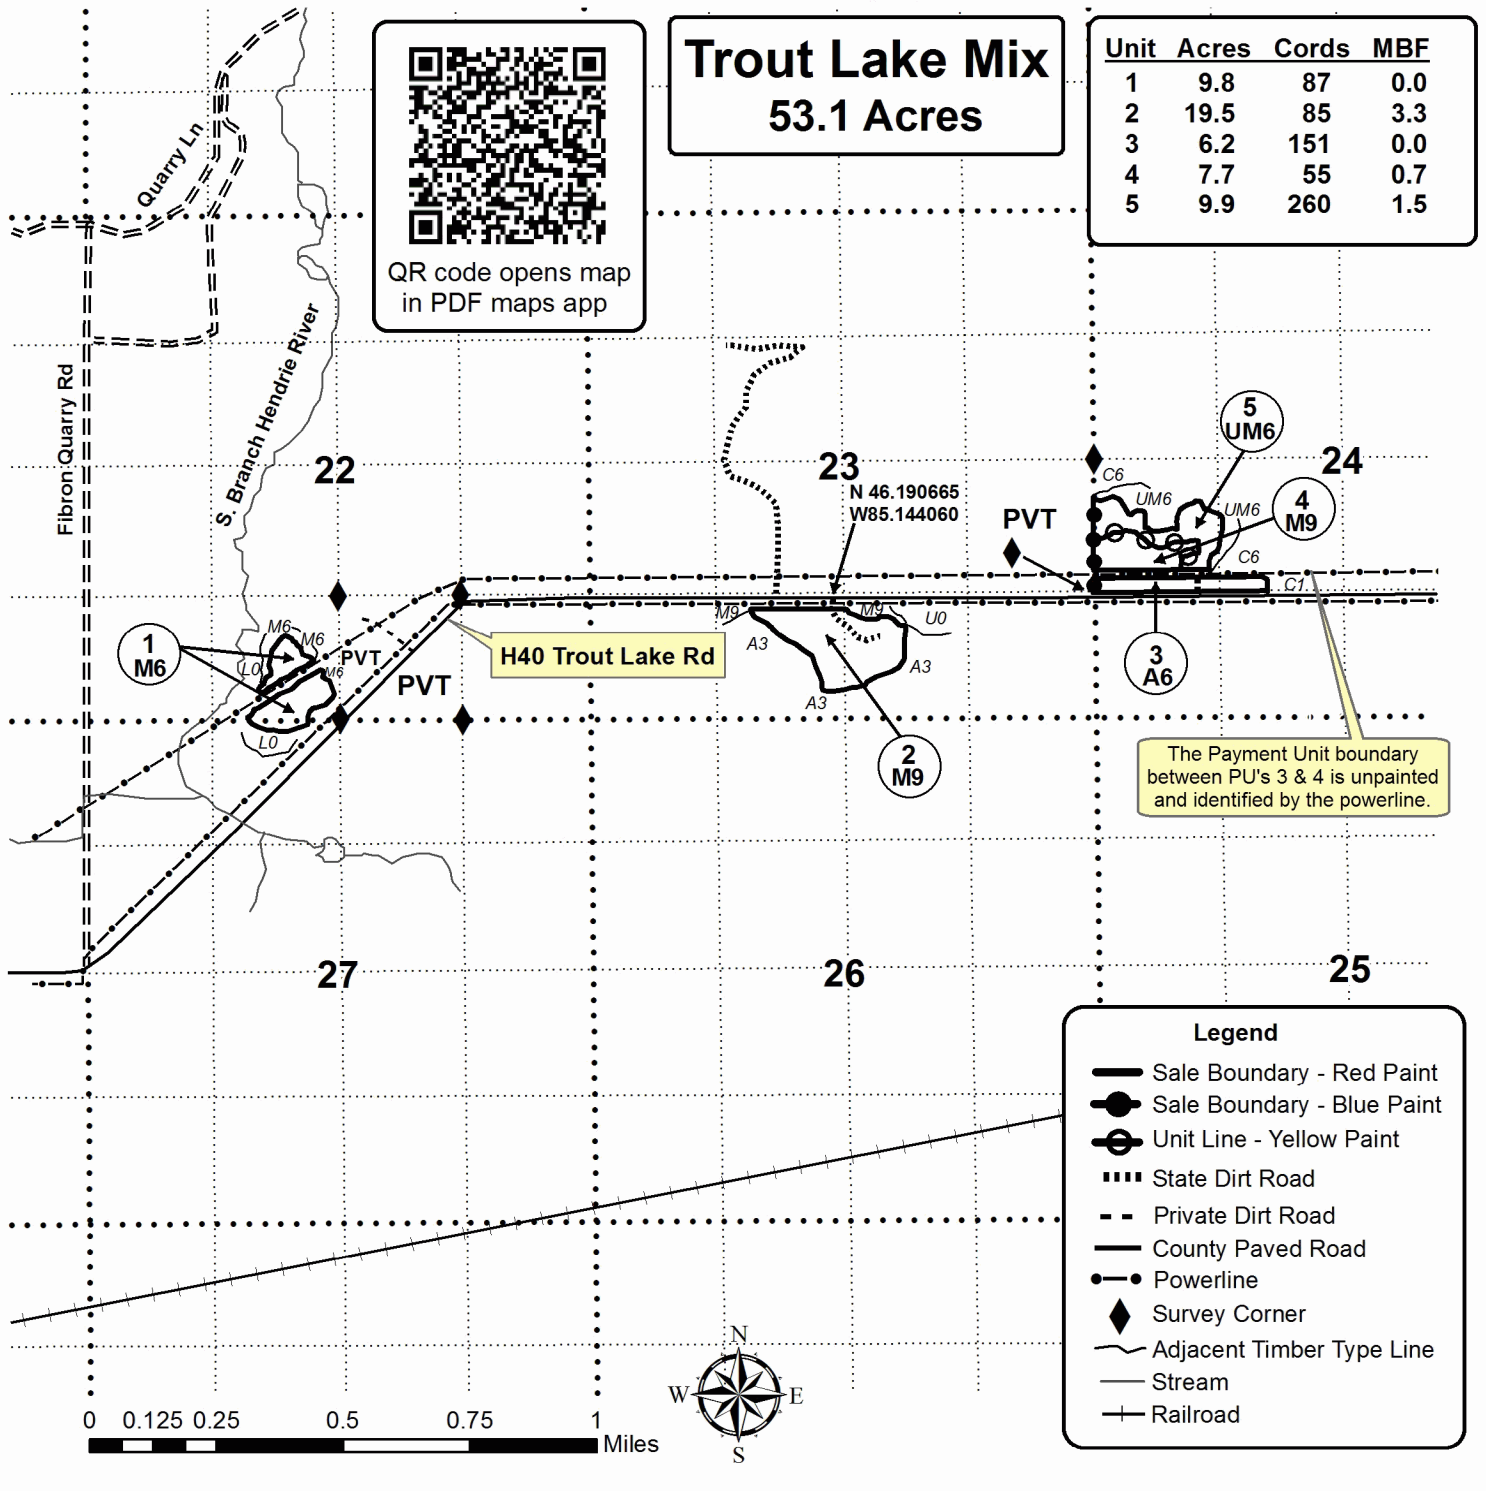 Trout Lake Mix
53.1 Acres
Unit Acres Cords MBF
1 9.8 87 0.0
2 19.5 85 3.3
3 6.2 151 0.0
4 7.7 55 0.7
5 9.9 260 1.5
QR code opens map
in PDF maps app
Quarry Ln
Fibron Quarry Rd
S. Branch Hendrie River
22
23
24
N 46.190665
W85.144060
PVT
5
UM6
4
M9
C6
UM6
UM6
C6
C1
3
A6
1
M6
M6
M6
L0
M6
L0
PVT
PVT
H40 Trout Lake Rd
M9
M9
U0
A3
A3
A3
2
M9
The Payment Unit boundary
between PU's 3 & 4 is unpainted
and identified by the powerline.
27
26
25
Legend
Sale Boundary - Red Paint
Sale Boundary - Blue Paint
Unit Line - Yellow Paint
State Dirt Road
Private Dirt Road
County Paved Road
Powerline
Survey Corner
Adjacent Timber Type Line
Stream
Railroad
N
W E
S
0 0.125 0.25 0.5 0.75 1
Miles